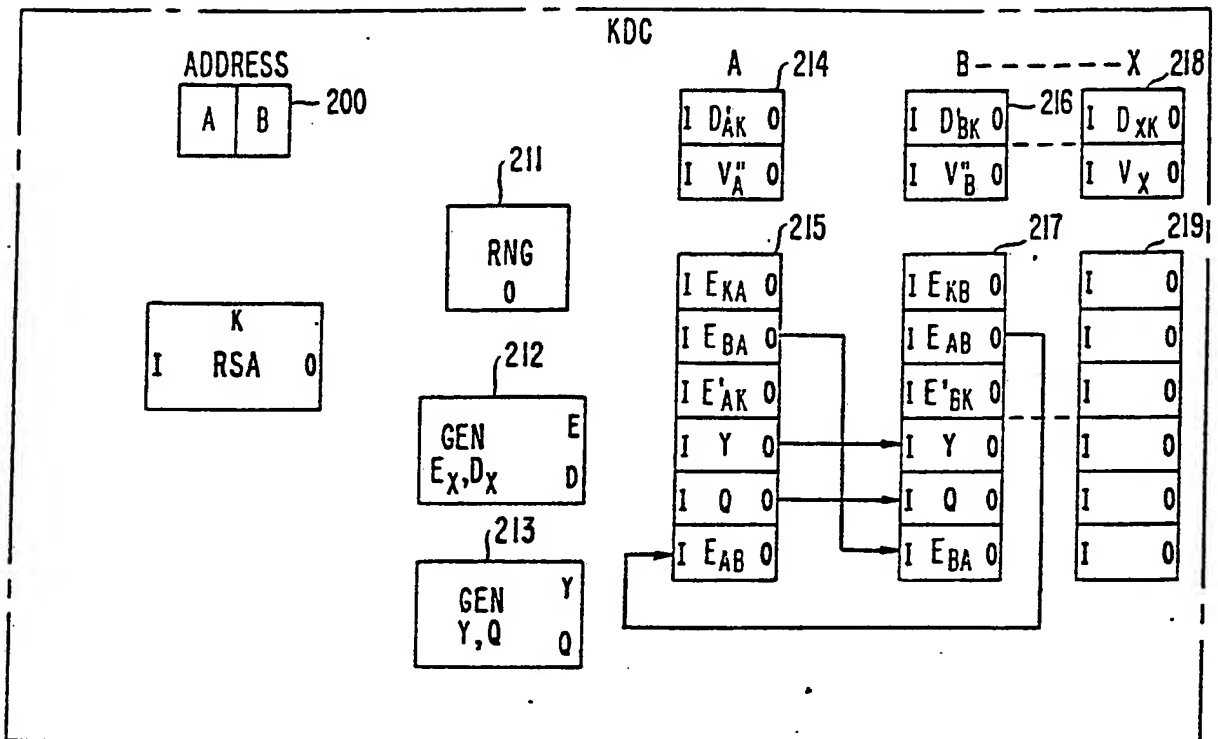 KDC
ADDRESS
A B
200
A 214
I D'AK O
I V"A O
B - - - - - - X
216
I D'BK O
I V"B O
218
I DXK O
I VX O
211
RNG
O
K
I RSA O
212
GEN E
EX,DX D
213
GEN Y
Y,Q Q
215
I EKA O
I EBA O
I E'AK O
I Y O
I Q O
I EAB O
217
I EKB O
I EAB O
I E'BK O
I Y O
I Q O
I EBA O
219
I O
I O
I O
I O
I O
I O